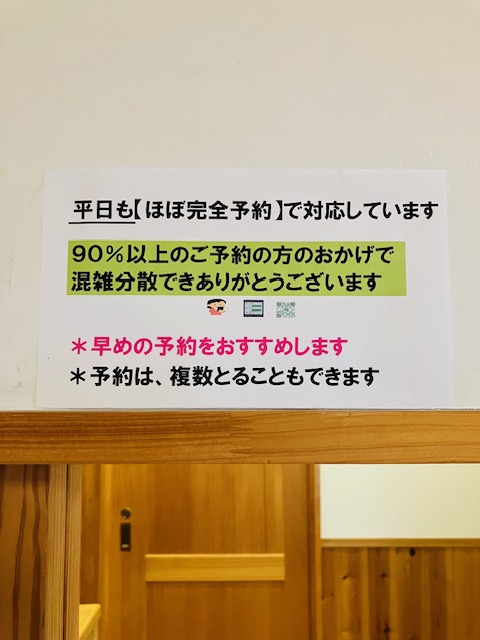 平日も【ほぼ完全予約】で対応しています
90%以上のご予約の方のおかげで
混雑分散できありがとうございます
*早めの予約をおすすめします
*予約は、複数とることもできます